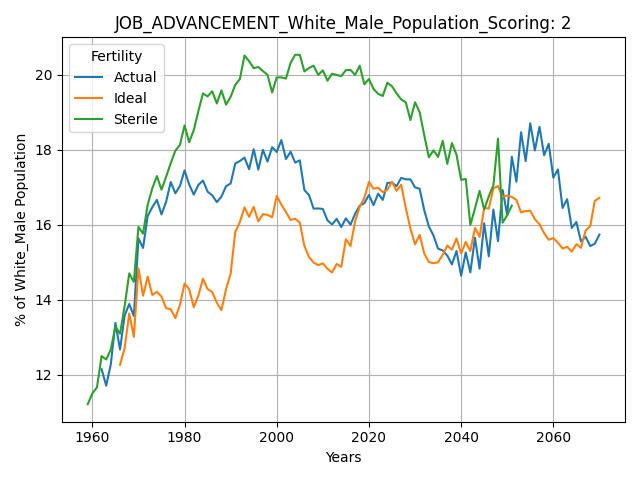 JOB_ADVANCEMENT_White_Male_Population_Scoring: 2
Fertility
Actual
Ideal
Sterile
% of White_Male Population
20
18
16
14
12
1960 1980 2000 2020 2040 2060
Years